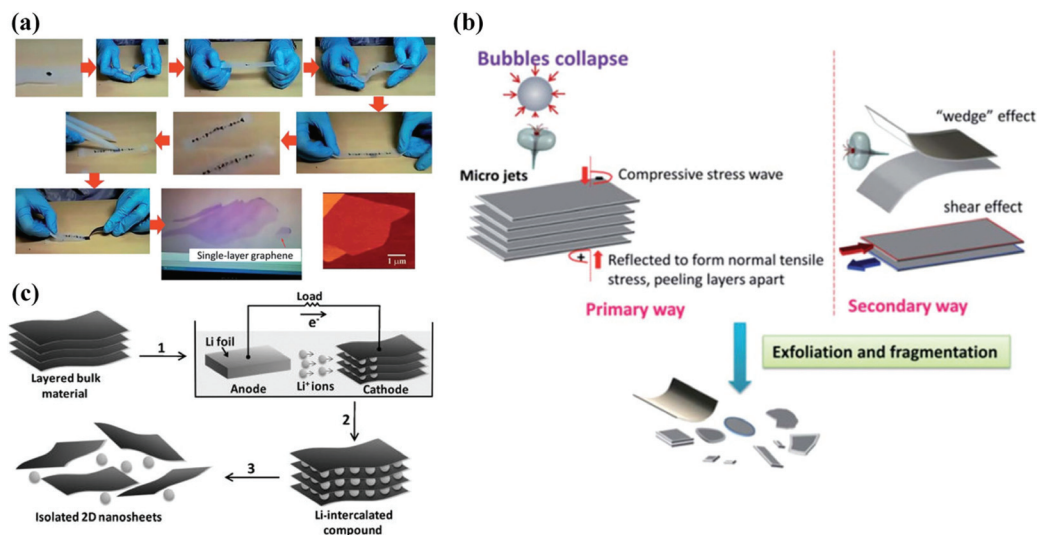 (a)
Single-layer graphene
1 μm
(b)
Bubbles collapse
Micro jets
Compressive stress wave
+
Reflected to form normal tensile
stress, peeling layers apart
Primary way
"wedge" effect
shear effect
Secondary way
Exfoliation and fragmentation
(c)
Layered bulk
material
1
Load
e-
Li foil
Li+ ions
Anode
Cathode
2
Li-intercalated
compound
3
Isolated 2D nanosheets